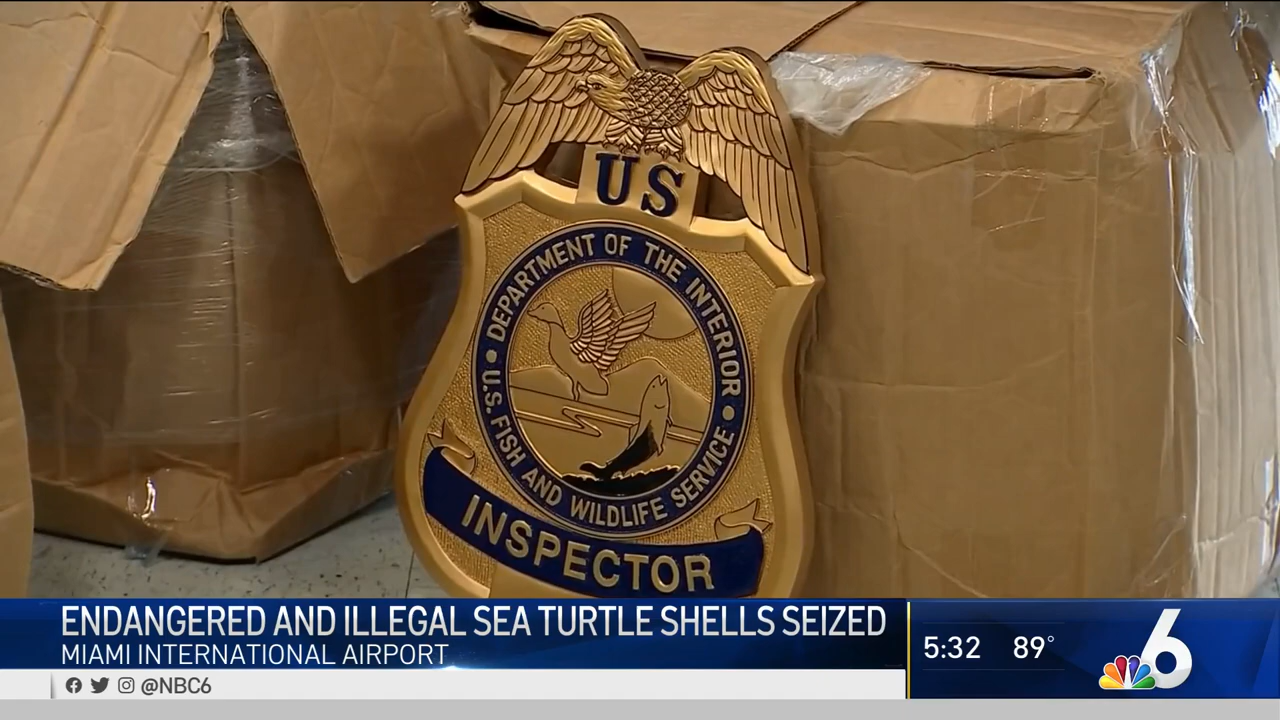 US
DEPARTMENT OF THE INTERIOR
U.S. FISH AND WILDLIFE SERVICE
INSPECTOR
ENDANGERED AND ILLEGAL SEA TURTLE SHELLS SEIZED
MIAMI INTERNATIONAL AIRPORT
@NBC6
5:32 89°
6